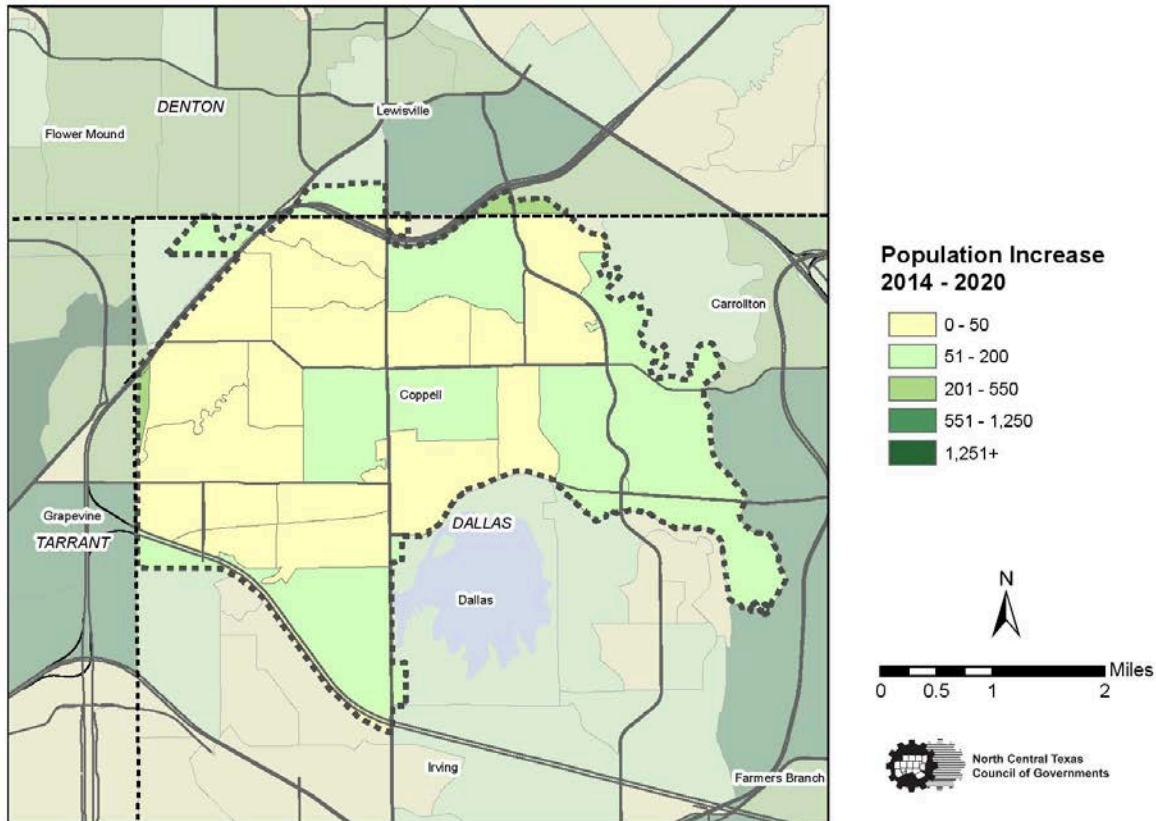 DENTON
Lewisville
Flower Mound
Carrollton
Coppell
Grapevine
TARRANT
DALLAS
Dallas
Irving
Farmers Branch
Population Increase
2014 - 2020
0 - 50
51 - 200
201 - 550
551 - 1,250
1,251+
N
Miles
0 0.5 1 2
North Central Texas
Council of Governments